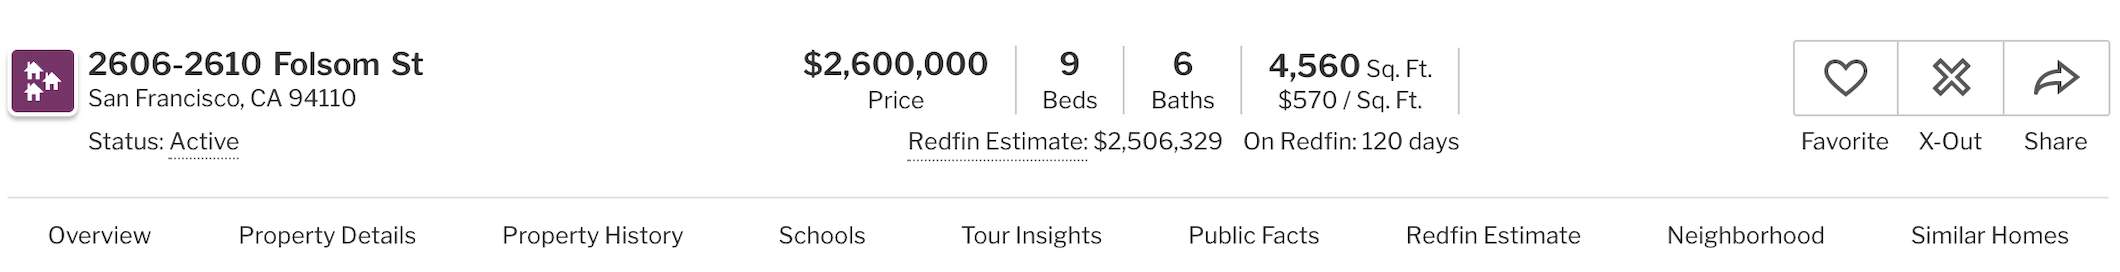 2606-2610 Folsom St
San Francisco, CA 94110
Status: Active
$2,600,000
Price
9
Beds
6
Baths
4,560 Sq. Ft.
$570 / Sq. Ft.
Redfin Estimate: $2,506,329 On Redfin: 120 days
Favorite
X-Out
Share
Overview
Property Details
Property History
Schools
Tour Insights
Public Facts
Redfin Estimate
Neighborhood
Similar Homes